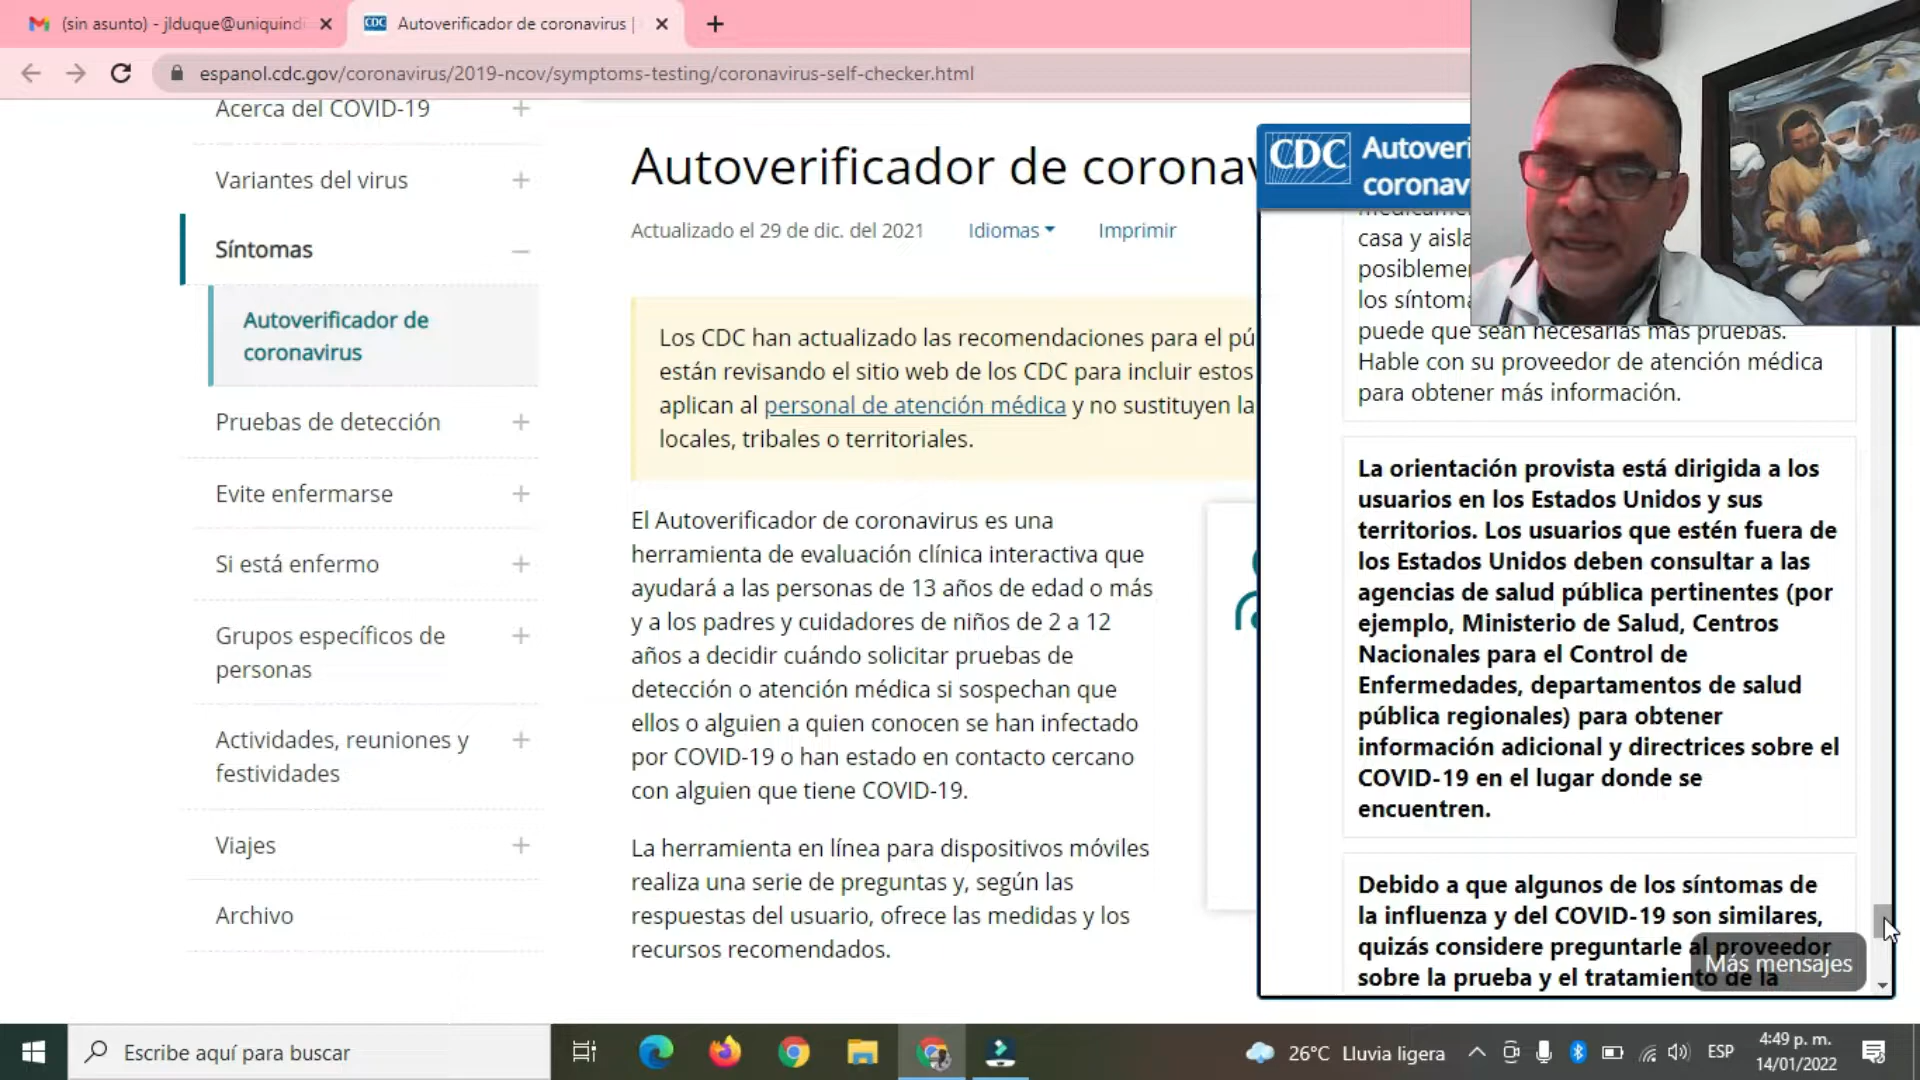 (sin asunto) - jlduque@uniquindi
Autoverificador de coronavirus |
espanol.cdc.gov/coronavirus/2019-ncov/symptoms-testing/coronavirus-self-checker.html
Acerca del COVID-19
Variantes del virus
Síntomas
Autoverificador de
coronavirus
Pruebas de detección
Evite enfermarse
Si está enfermo
Grupos específicos de
personas
Actividades, reuniones y
festividades
Viajes
Archivo
Autoverificador de coronav
Actualizado el 29 de dic. del 2021
Idiomas
Imprimir
Los CDC han actualizado las recomendaciones para el pú
están revisando el sitio web de los CDC para incluir estos
aplican al personal de atención médica y no sustituyen la
locales, tribales o territoriales.
El Autoverificador de coronavirus es una
herramienta de evaluación clínica interactiva que
ayudará a las personas de 13 años de edad o más
y a los padres y cuidadores de niños de 2 a 12
años a decidir cuándo solicitar pruebas de
detección o atención médica si sospechan que
ellos o alguien a quien conocen se han infectado
por COVID-19 o han estado en contacto cercano
con alguien que tiene COVID-19.
La herramienta en línea para dispositivos móviles
realiza una serie de preguntas y, según las
respuestas del usuario, ofrece las medidas y los
recursos recomendados.
CDC
Autoveri
coronav
casa y aisla
posibleme
los síntoma
puede que sean necesarias más pruebas.
Hable con su proveedor de atención médica
para obtener más información.
La orientación provista está dirigida a los
usuarios en los Estados Unidos y sus
territorios. Los usuarios que estén fuera de
los Estados Unidos deben consultar a las
agencias de salud pública pertinentes (por
ejemplo, Ministerio de Salud, Centros
Nacionales para el Control de
Enfermedades, departamentos de salud
pública regionales) para obtener
información adicional y directrices sobre el
COVID-19 en el lugar donde se
encuentren.
Debido a que algunos de los síntomas de
la influenza y del COVID-19 son similares,
quizás considere preguntarle al proveedor
sobre la prueba y el tratamiento de la
Más mensajes
Escribe aquí para buscar
26°C Lluvia ligera
ESP
4:49 p. m.
14/01/2022